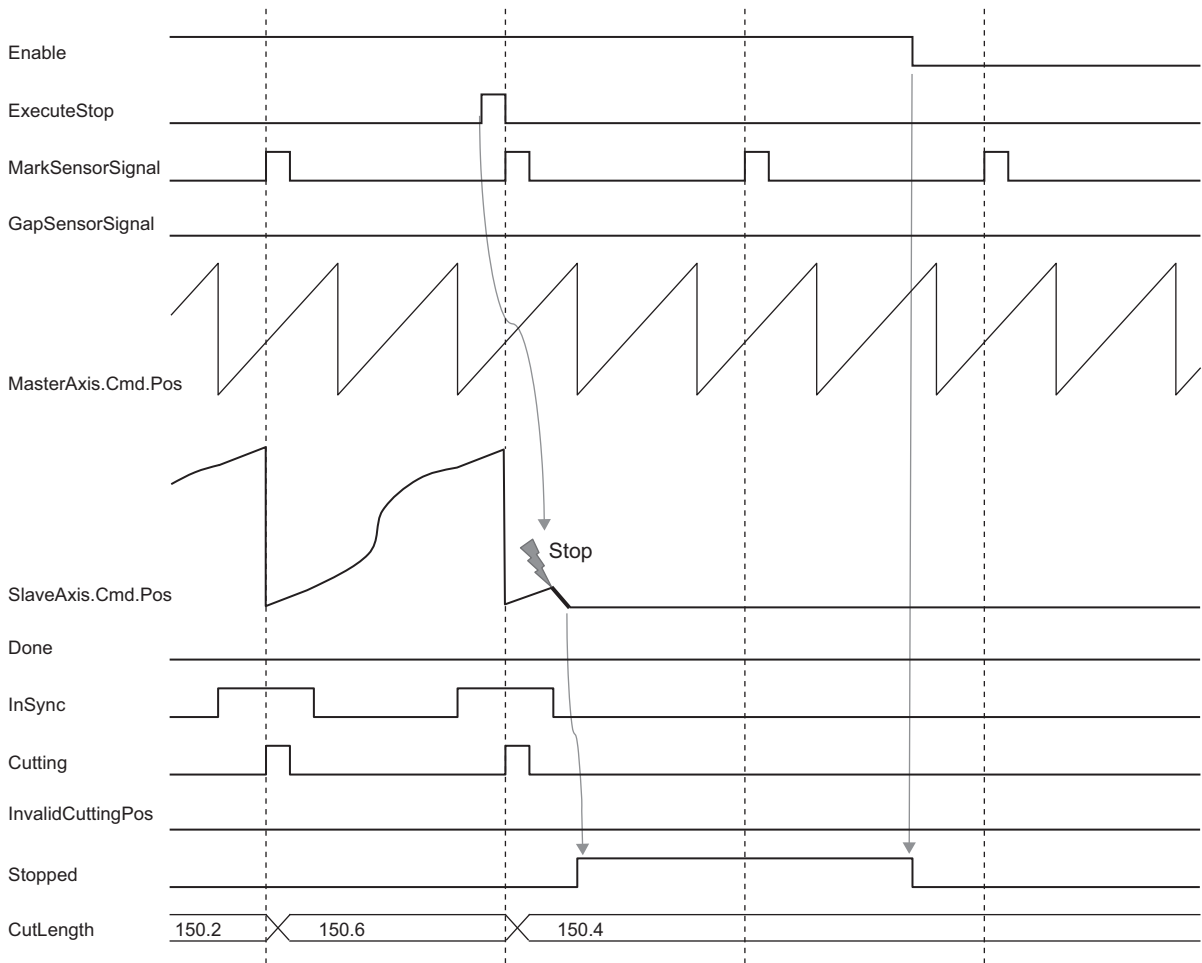 Enable
ExecuteStop
MarkSensorSignal
GapSensorSignal
MasterAxis.Cmd.Pos
Stop
SlaveAxis.Cmd.Pos
Done
InSync
Cutting
InvalidCuttingPos
Stopped
CutLength 150.2 150.6 150.4